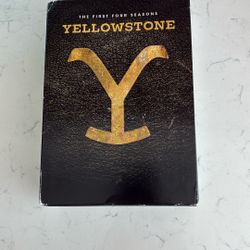 THE FIRST FOUR SEASONS
YELLOWSTONE
Y